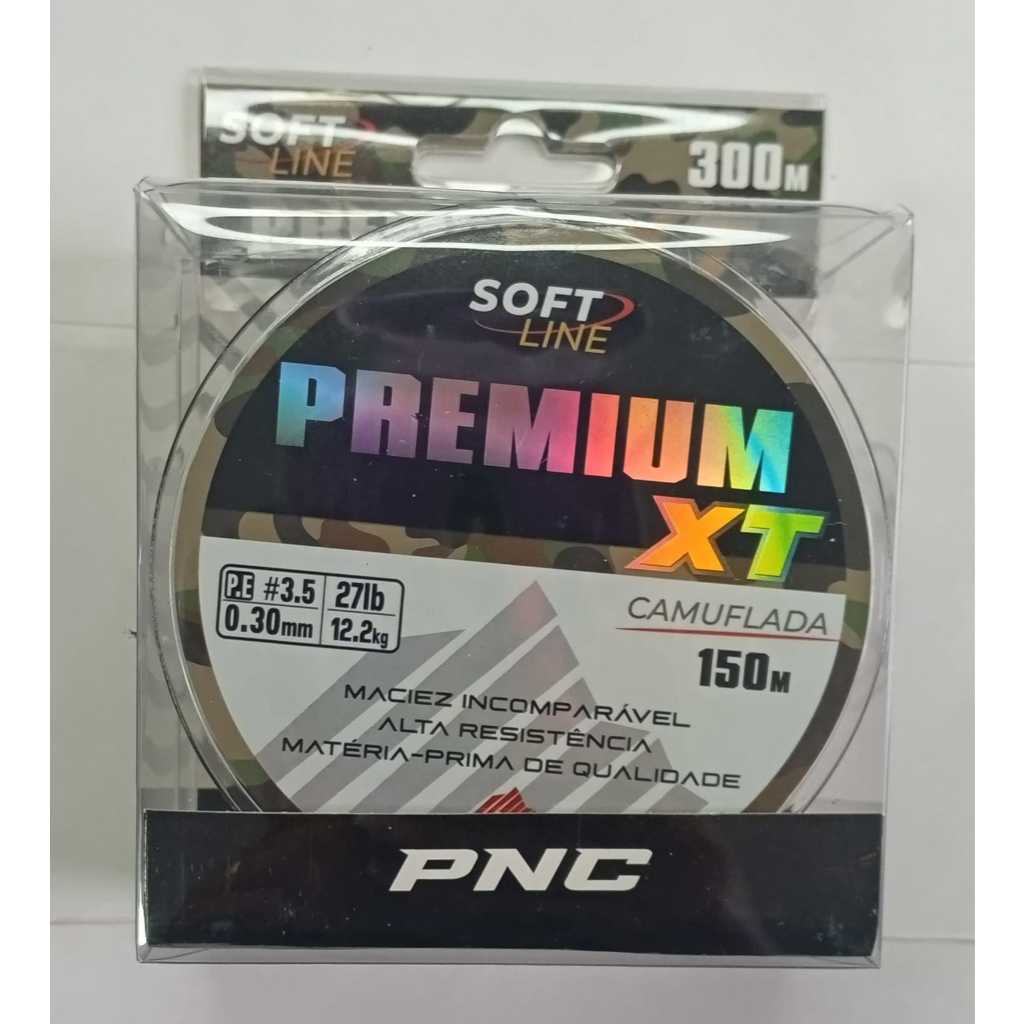 SOFT
LINE
300M
SOFT
LINE
PREMIUM
XT
P.E #3.5
27lb
0.30mm
12.2kg
CAMUFLADA
150M
MACIEZ INCOMPARÁVEL
ALTA RESISTÊNCIA
MATÉRIA-PRIMA DE QUALIDADE
PNC